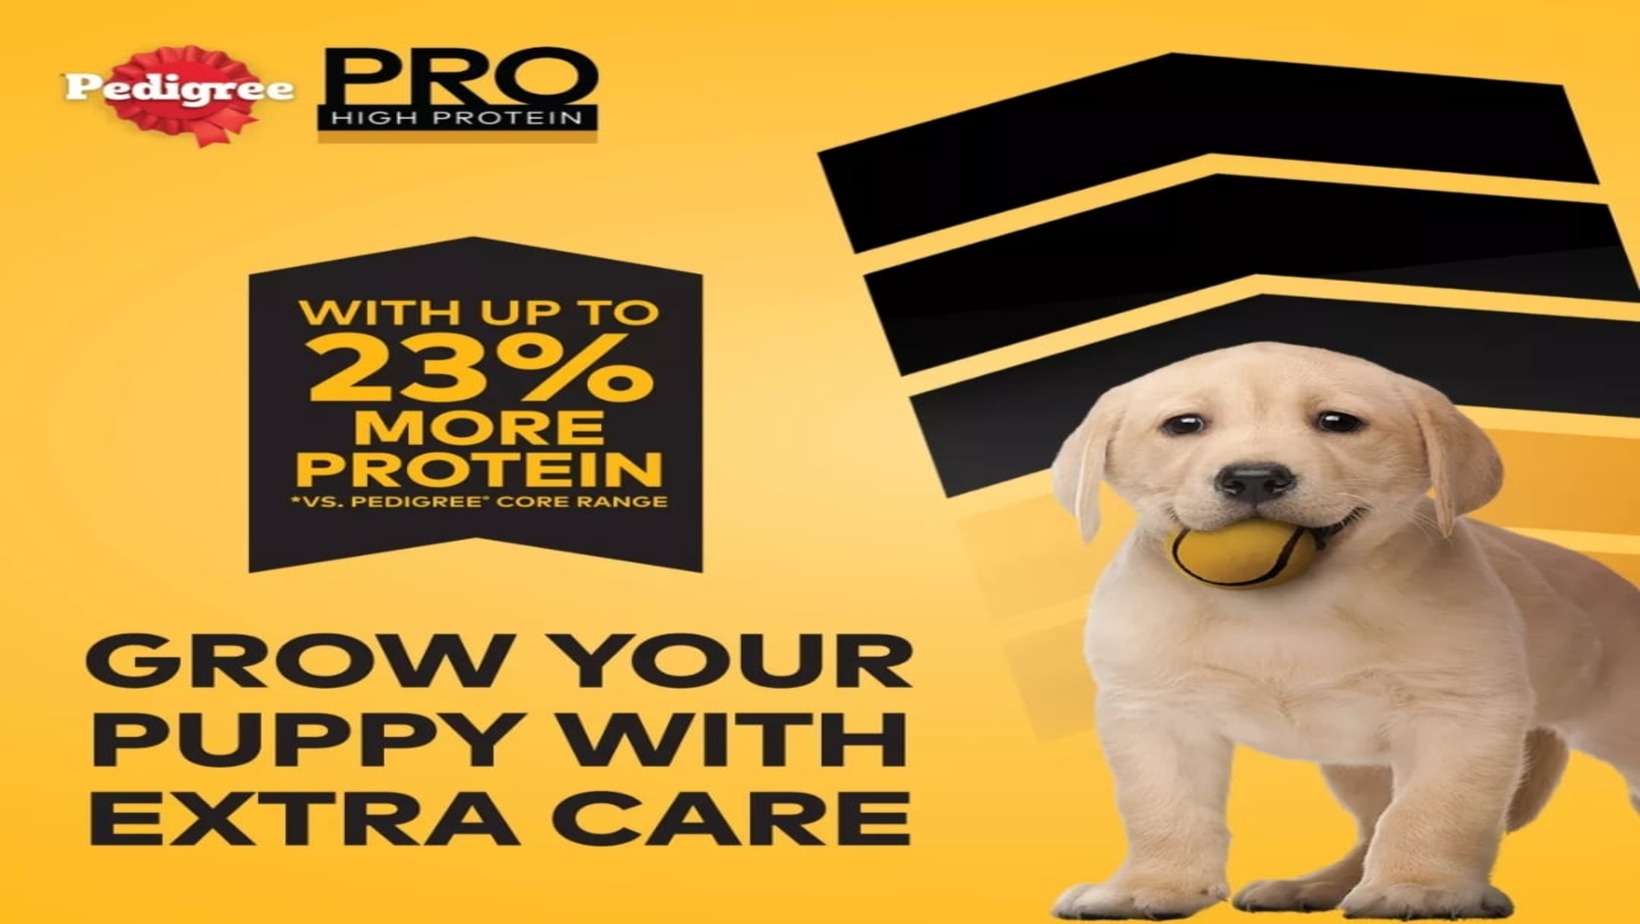 Pedigree
PRO
HIGH PROTEIN
WITH UP TO
23%
MORE
PROTEIN
*VS. PEDIGREE® CORE RANGE
GROW YOUR
PUPPY WITH
EXTRA CARE